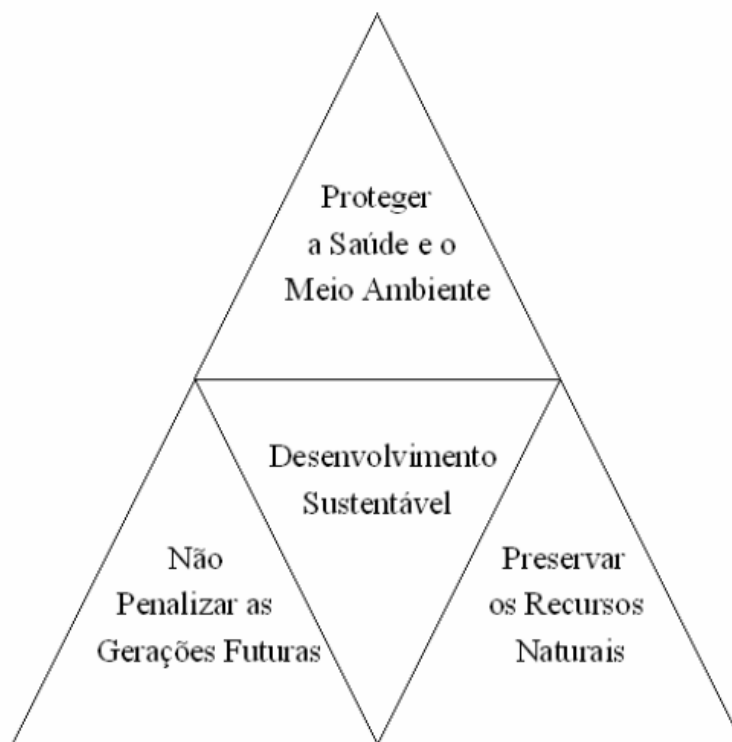 Proteger
a Saúde e o
Meio Ambiente
Desenvolvimento
Sustentável
Não
Penalizar as
Gerações Futuras
Preservar
os Recursos
Naturais